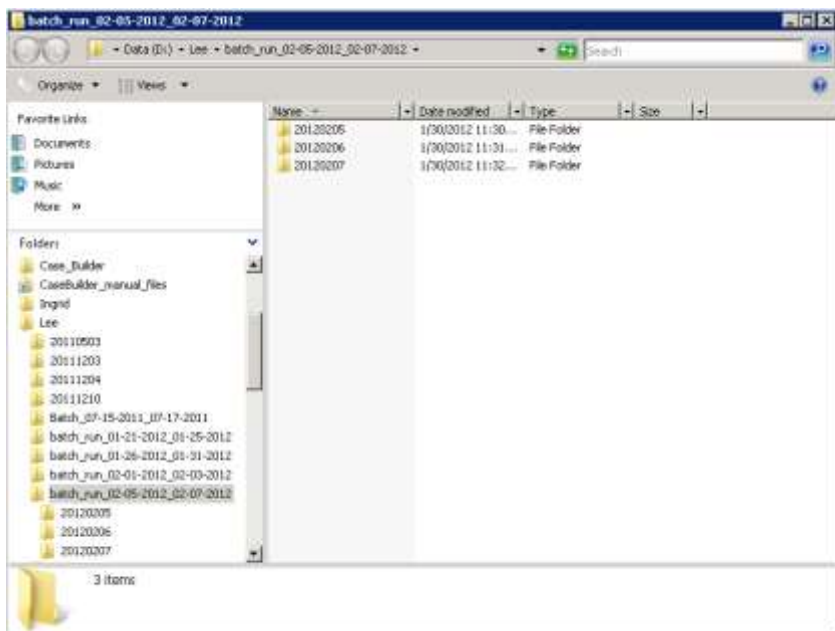 batch_run_02-05-2012_02-07-2012
Data (D:) Lee batch_run_02-05-2012_02-07-2012
Search
Organize Views
Favorite Links
Documents
Pictures
Music
More »
Folders
Case_Builder
CaseBuilder_manual_files
Ingrid
Lee
20110503
20111203
20111204
20111210
Batch_07-15-2011_07-17-2011
batch_run_01-21-2012_01-25-2012
batch_run_01-26-2012_01-31-2012
batch_run_02-01-2012_02-03-2012
batch_run_02-05-2012_02-07-2012
20120205
20120206
20120207
Name Date modified Type Size
20120205 1/30/2012 11:30... File Folder
20120206 1/30/2012 11:31... File Folder
20120207 1/30/2012 11:32... File Folder
3 items